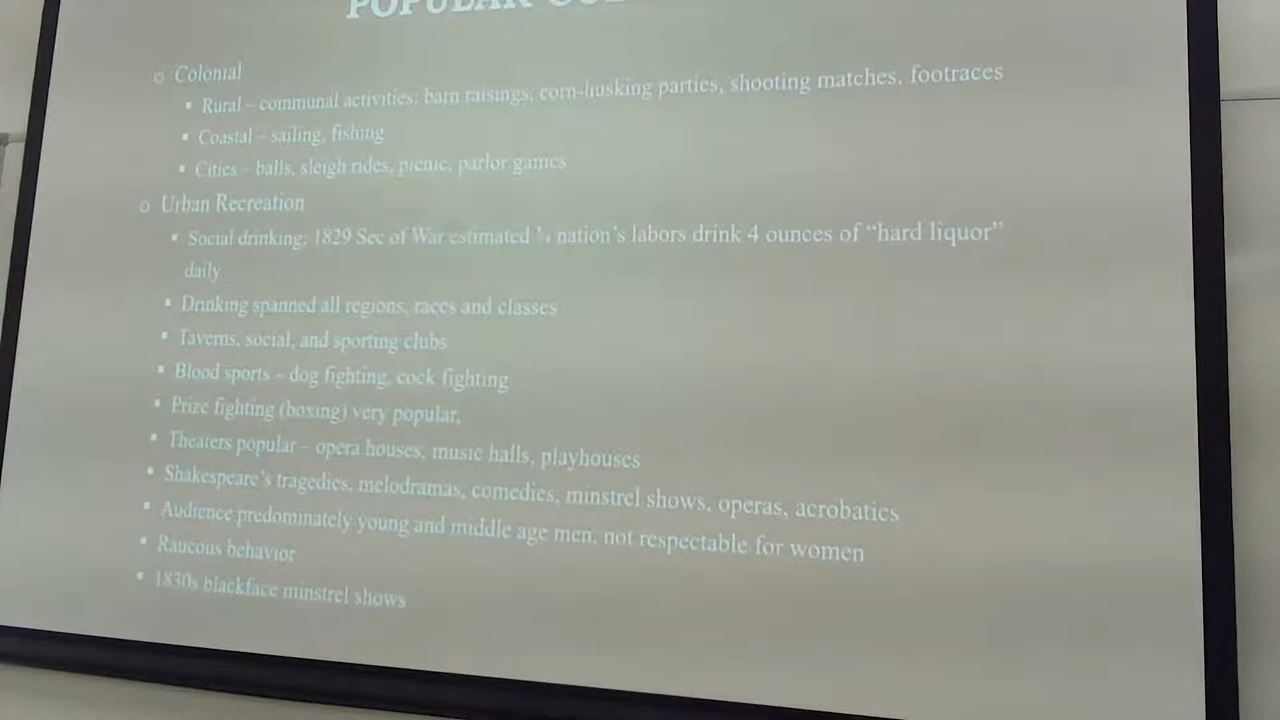 POPULAR
o Colonial
▪ Rural – communal activities: barn raisings, corn-husking parties, shooting matches, footraces
▪ Coastal – sailing, fishing
▪ Cities – balls, sleigh rides, picnic, parlor games
o Urban Recreation
▪ Social drinking; 1829 Sec of War estimated nation's labors drink 4 ounces of “hard liquor”
daily
▪ Drinking spanned all regions, races and classes
▪ Taverns, social, and sporting clubs
▪ Blood sports – dog fighting, cock fighting
▪ Prize fighting (boxing) very popular,
▪ Theaters popular – opera houses, music halls, playhouses
▪ Shakespeare's tragedies, melodramas, comedies, minstrel shows, operas, acrobatics
▪ Audience predominately young and middle age men, not respectable for women
▪ Raucous behavior
▪ 1830s blackface minstrel shows